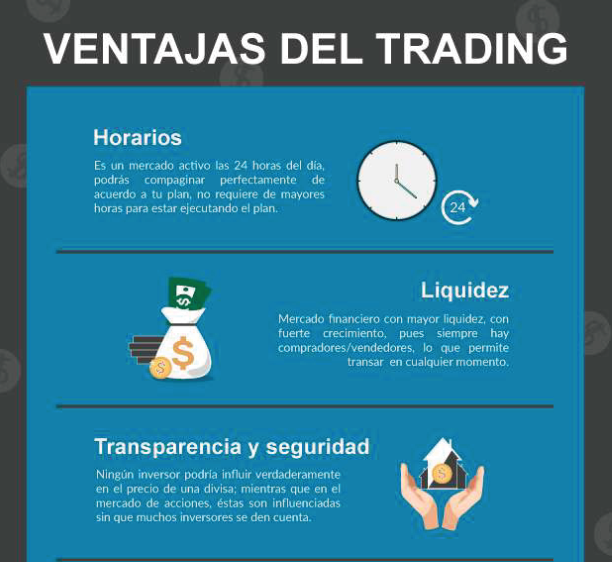 VENTAJAS DEL TRADING
Horarios
Es un mercado activo las 24 horas del día,
podrás compaginar perfectamente de
acuerdo a tu plan, no requiere de mayores
horas para estar ejecutando el plan.
24
Liquidez
Mercado financiero con mayor liquidez, con
fuerte crecimiento, pues siempre hay
compradores/vendedores, lo que permite
transar en cualquier momento.
$
$
$
Transparencia y seguridad
Ningún inversor podría influir verdaderamente
en el precio de una divisa; mientras que en el
mercado de acciones, éstas son influenciadas
sin que muchos inversores se den cuenta.
$